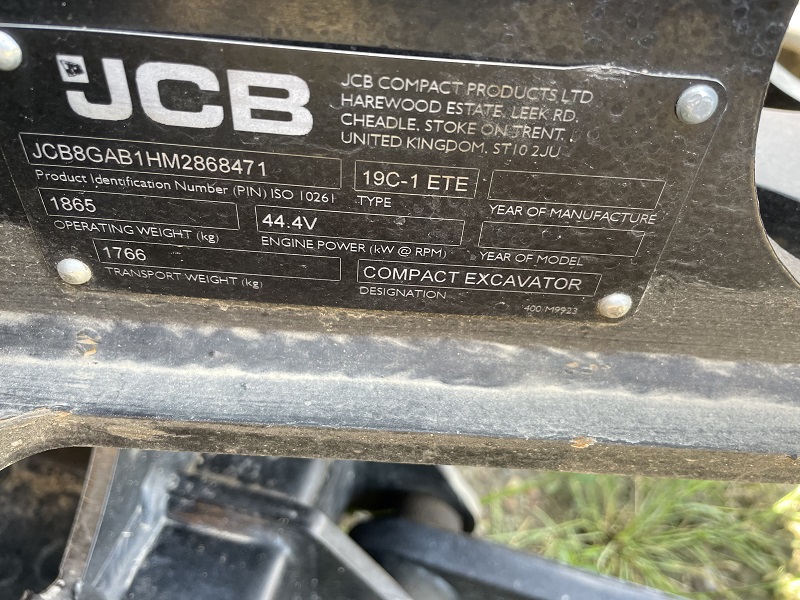 JCB
JCB COMPACT PRODUCTS LTD
HAREWOOD ESTATE, LEEK RD.
CHEADLE, STOKE ON TRENT,
UNITED KINGDOM. ST10 2JU
JCB8GAB1HM2868471
Product Identification Number (PIN) ISO 10261
19C-1 ETE
TYPE
YEAR OF MANUFACTURE
1865
OPERATING WEIGHT (kg)
44.4V
ENGINE POWER (kW @ RPM)
YEAR OF MODEL
1766
TRANSPORT WEIGHT (kg)
COMPACT EXCAVATOR
DESIGNATION
400/M9923